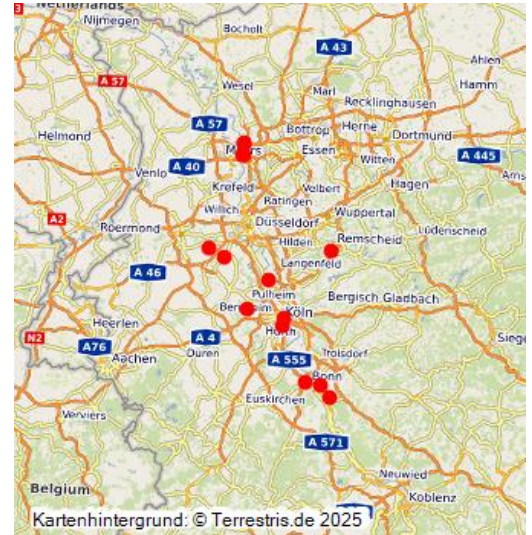 Netherlands
3
Nijmegen
Bocholt
A 43
Ahlen
A 57
Wesel
Marl
Hamm
Recklinghausen
A 57
Bottrop
Herne
Dortmund
Helmond
Essen
A 40
Witten
A 445
Venlo
Krefeld
Velbert
Hagen
Ratingen
Willich
Wuppertal
A2
Düsseldorf
Roermond
Lüdenscheid
Hilden
Remscheid
A 46
Langenfeld
Pulheim
Bergisch Gladbach
Heerlen
Köln
N2
A 4
Hürth
A76
Düren
Troisdorf
Aachen
A 555
Bonn
Euskirchen
Verviers
A 571
Neuwied
Belgium
Koblenz
Kartenhintergrund: © Terrestris.de 2025